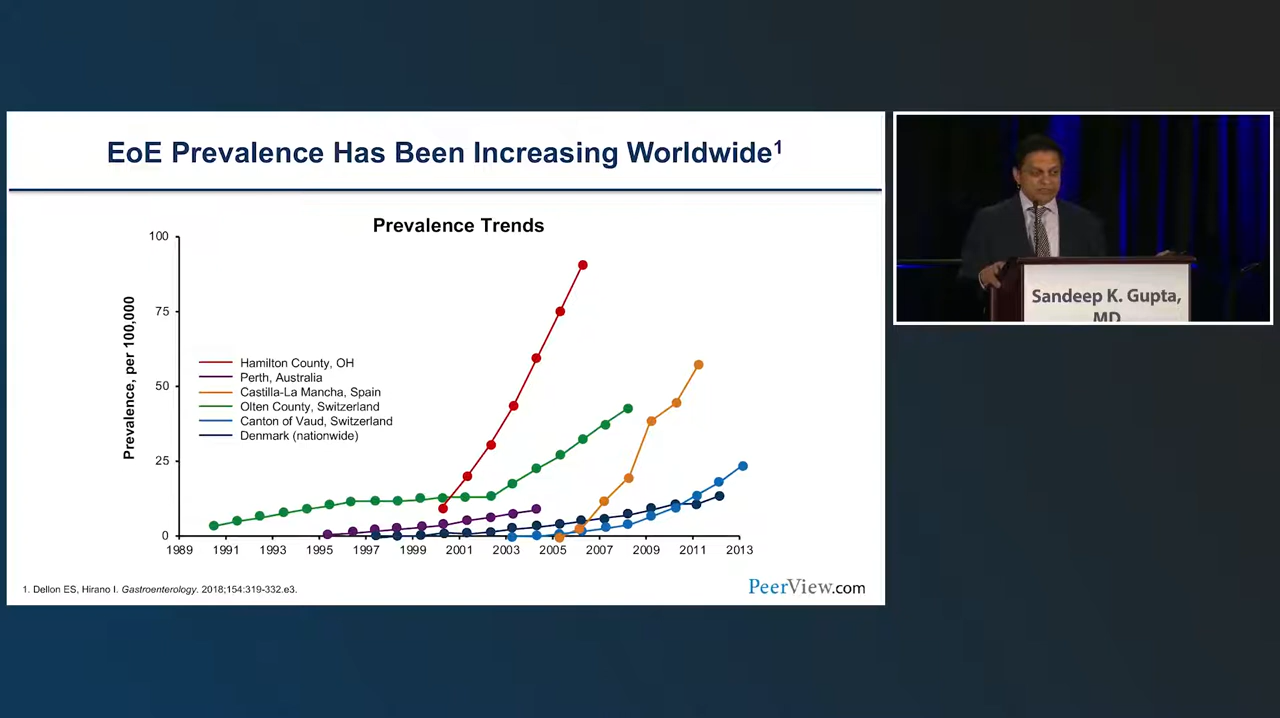 EoE Prevalence Has Been Increasing Worldwide1
Prevalence Trends
Prevalence, per 100,000
100
75
50
25
0
Hamilton County, OH
Perth, Australia
Castilla-La Mancha, Spain
Olten County, Switzerland
Canton of Vaud, Switzerland
Denmark (nationwide)
1989 1991 1993 1995 1997 1999 2001 2003 2005 2007 2009 2011 2013
1. Dellon ES, Hirano I. Gastroenterology. 2018;154:319-332.e3.
PeerView.com
Sandeep K. Gupta,
MD